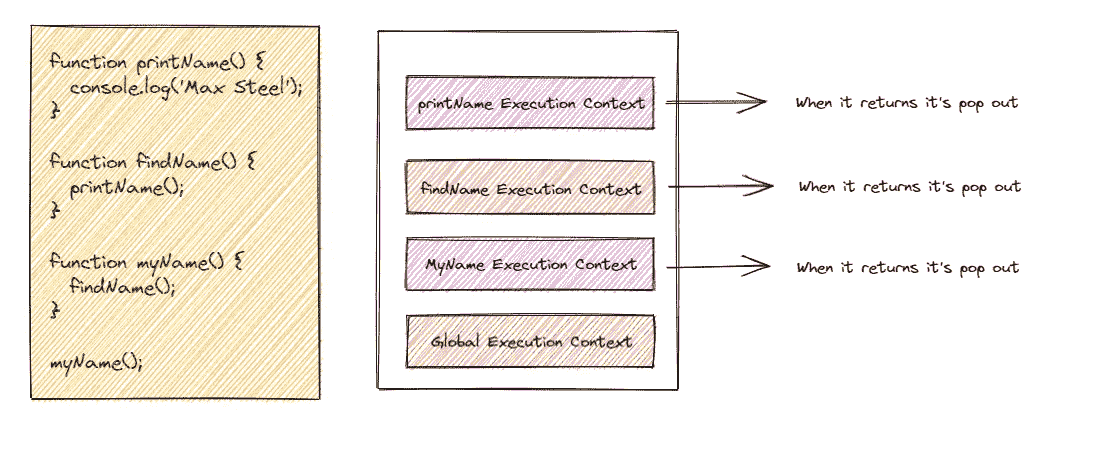 function printName() {
console.log('Max Steel');
}
function findName() {
printName();
}
function myName() {
findName();
}
myName();
printName Execution Context
When it returns it's pop out
findName Execution Context
When it returns it's pop out
MyName Execution Context
When it returns it's pop out
Global Execution Context